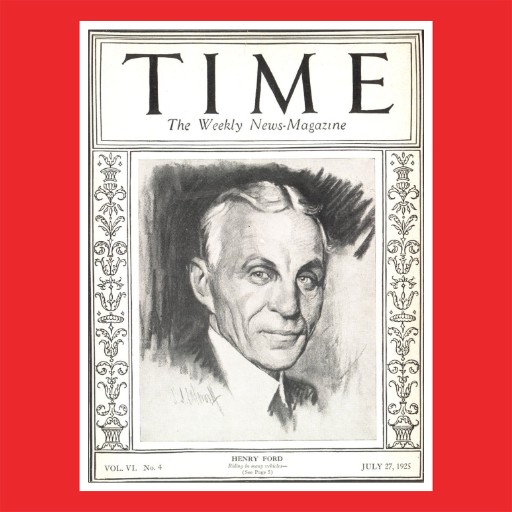 TIME
The Weekly News-Magazine
HENRY FORD
Riding in many vehicles—
(See Page 7)
VOL. VI. No. 4
JULY 27, 1925